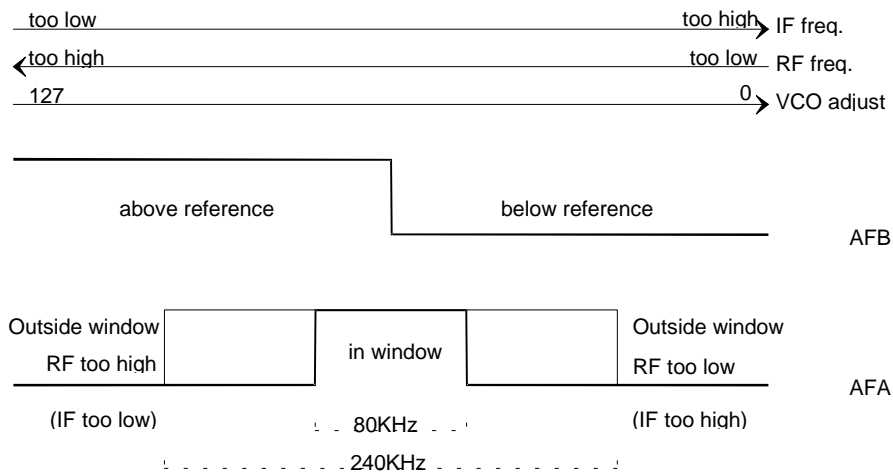 too low too high IF freq.
too high too low RF freq.
127 0 VCO adjust
above reference below reference
AFB
Outside window Outside window
RF too high in window RF too low
AFA
(IF too low) 80KHz (IF too high)
240KHz